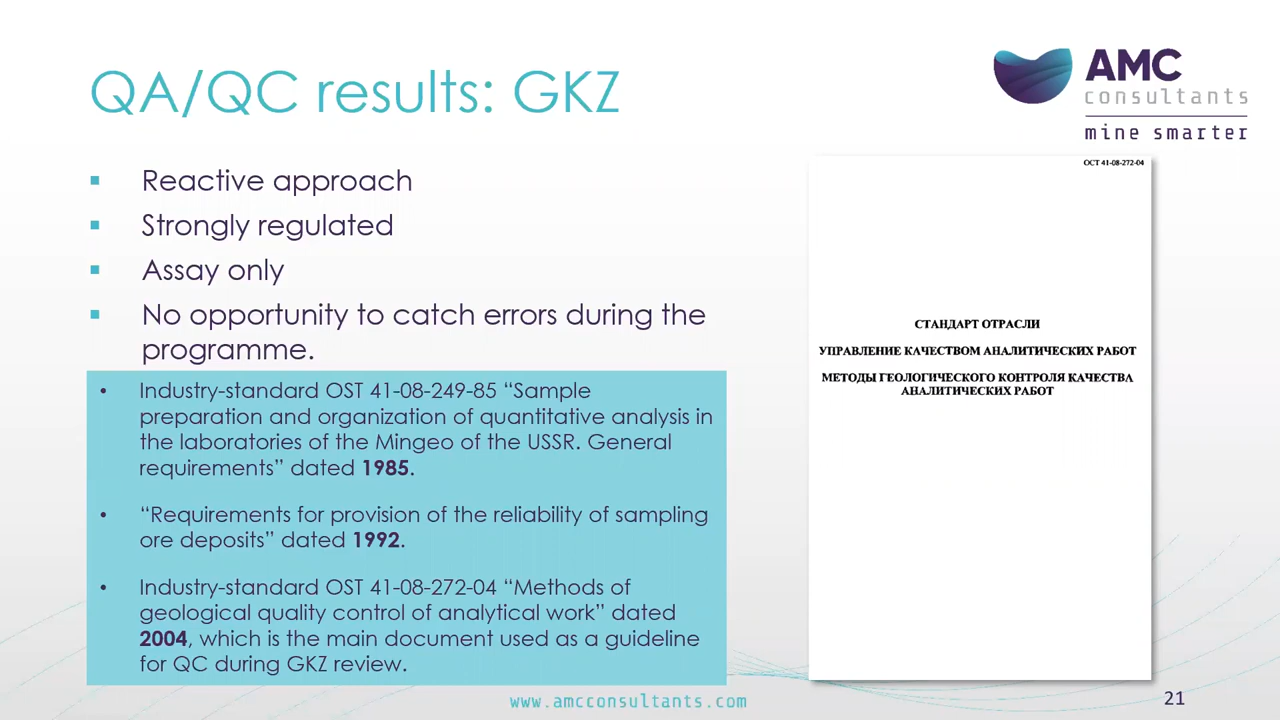 QA/QC results: GKZ
AMC
consultants
mine smarter
▪ Reactive approach
▪ Strongly regulated
▪ Assay only
▪ No opportunity to catch errors during the
programme.
• Industry-standard OST 41-08-249-85 “Sample
preparation and organization of quantitative analysis in
the laboratories of the Mingeo of the USSR. General
requirements” dated 1985.
• “Requirements for provision of the reliability of sampling
ore deposits” dated 1992.
• Industry-standard OST 41-08-272-04 “Methods of
geological quality control of analytical work” dated
2004, which is the main document used as a guideline
for QC during GKZ review.
ОСТ 41-08-272-04
СТАНДАРТ ОТРАСЛИ
УПРАВЛЕНИЕ КАЧЕСТВОМ АНАЛИТИЧЕСКИХ РАБОТ
МЕТОДЫ ГЕОЛОГИЧЕСКОГО КОНТРОЛЯ КАЧЕСТВА
АНАЛИТИЧЕСКИХ РАБОТ
www.amcconsultants.com
21